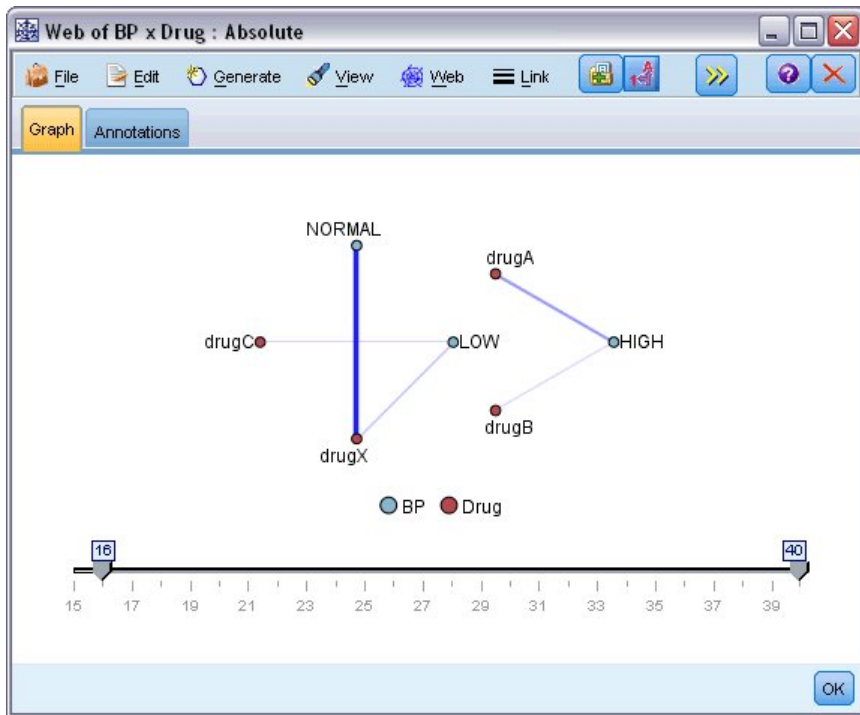 Web of BP x Drug : Absolute
File Edit Generate View Web Link
Graph Annotations
NORMAL
drugA
drugC LOW HIGH
drugB
drugX
BP Drug
16 40
15 17 19 21 23 25 27 29 31 33 35 37 39
OK